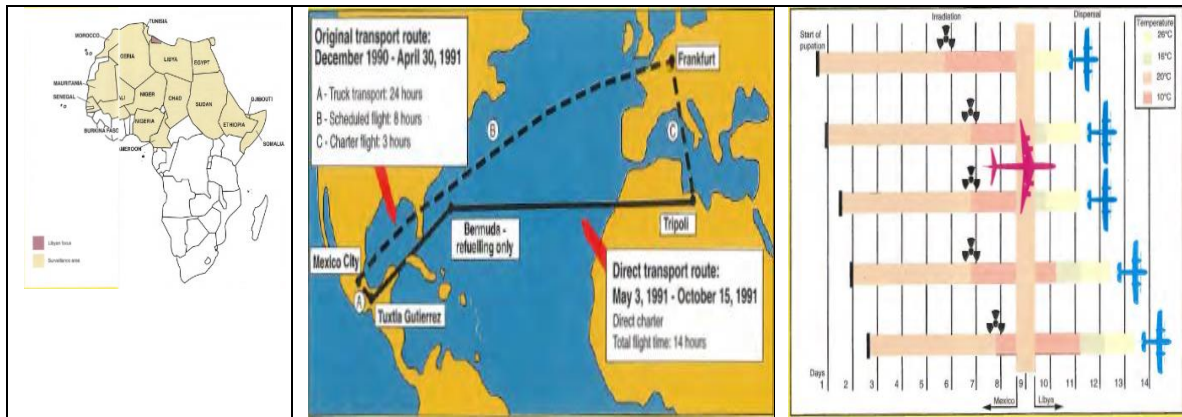 TUNISIA
MOROCCO
GERIA
LIBYA
EGYPT
MAURITANIA
SENEGAL
NIGER
CHAD
SUDAN
DJIBOUTI
NIGERIA
BURKINA FASO
ETHIOPIA
AMEROON
SOMALIA
Libyan focus
Surveillance area
Original transport route:
December 1990 - April 30, 1991
A - Truck transport: 24 hours
B - Scheduled flight: 8 hours
C - Charter flight: 3 hours
Frankfurt
B
C
Bermuda -
refuelling only
Tripoli
Mexico City
A
Tuxtla Gutierrez
Direct transport route:
May 3, 1991 - October 15, 1991
Direct charter
Total flight time: 14 hours
Irradiation
Dispersal
Start of
pupation
Temperature
26°C
16°C
20°C
10°C
Days
1 2 3 4 5 6 7 8 9 10 11 12 13 14
Mexico
Libya